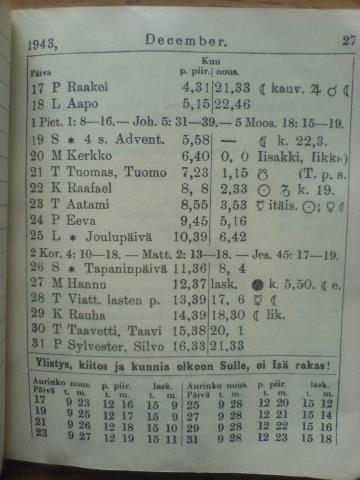 1943, December. 27
Kuu
Päivä p. piir. nous.
17 P Raakel 4,31 21,33 ☾ kauv. ♃ ☌ ☾
18 L Aapo 5,15 22,46
1 Piet. 1: 8—16.— Joh. 5: 31—39.— 5 Moos. 18: 15—19.
19 S * 4 s. Advent. 5,58 — ☾ k. 22,3.
20 M Kerkko 6,40 0, 0 Iisakki, Iikka)
21 T Tuomas, Tuomo 7,23 1,15 ♉ (T. p. s.
22 K Raafael 8, 8 2,33 ☉ ♑ k. 19.
23 T Aatami 8,55 3,53 ☿ itäis. ☉; ♀☾
24 P Eeva 9,45 5,16
25 L * Joulupäivä 10,39 6,42
2 Kor. 4: 10—18. — Matt. 2: 13—18. — Jes. 45: 17—19.
26 S * Tapaninpäivä 11,36 8, 4
27 M Hannu 12,37 lask. ● k. 5,50. ☾ e.
28 T Viatt. lasten p. 13,39 17, 6 ☿ ☾
29 K Rauha 14,39 18,30 ☾ lik.
30 T Taavetti, Taavi 15,38 20, 1
31 P Sylvester, Silvo 16,33 21,33
Ylistys, kiitos ja kunnia olkoon Sulle, oi Isä rakas!
Aurinko nous. p. piir. lask. Aurinko nous. p. piir. lask.
Päivä t. m. t. m. t. m. Päivä t. m. t. m. t. m.
17 9 23 12 16 15 9 25 9 28 12 20 15 12
19 9 25 12 17 15 9 27 9 28 12 21 15 14
21 9 26 12 18 15 10 29 9 28 12 22 15 16
23 9 27 12 19 15 11 31 9 28 12 23 15 18